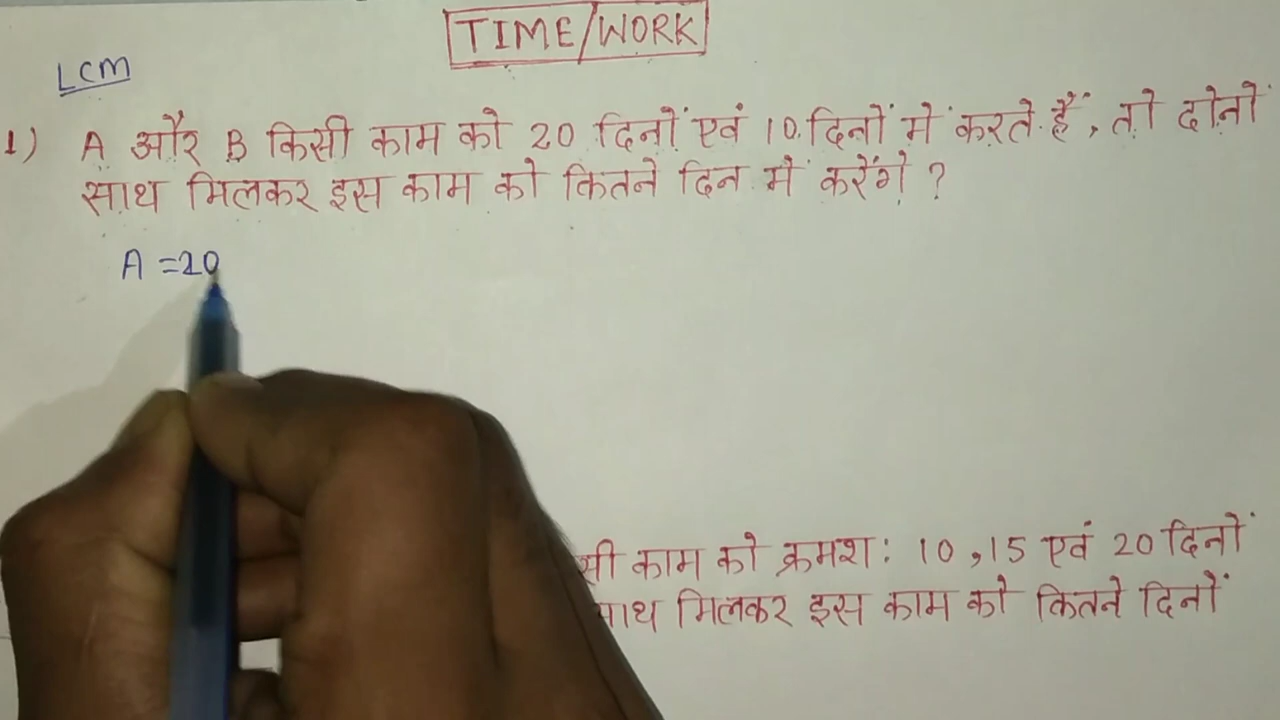 TIME/WORK
LCM
1) A और B किसी काम को 20 दिनों एवं 10 दिनों में करते हैं, तो दोनों
साथ मिलकर इस काम को कितने दिन में करेंगे ?
A = 20
काम को क्रमश: 10, 15 एवं 20 दिनों
मिलकर इस काम को कितने दिनों